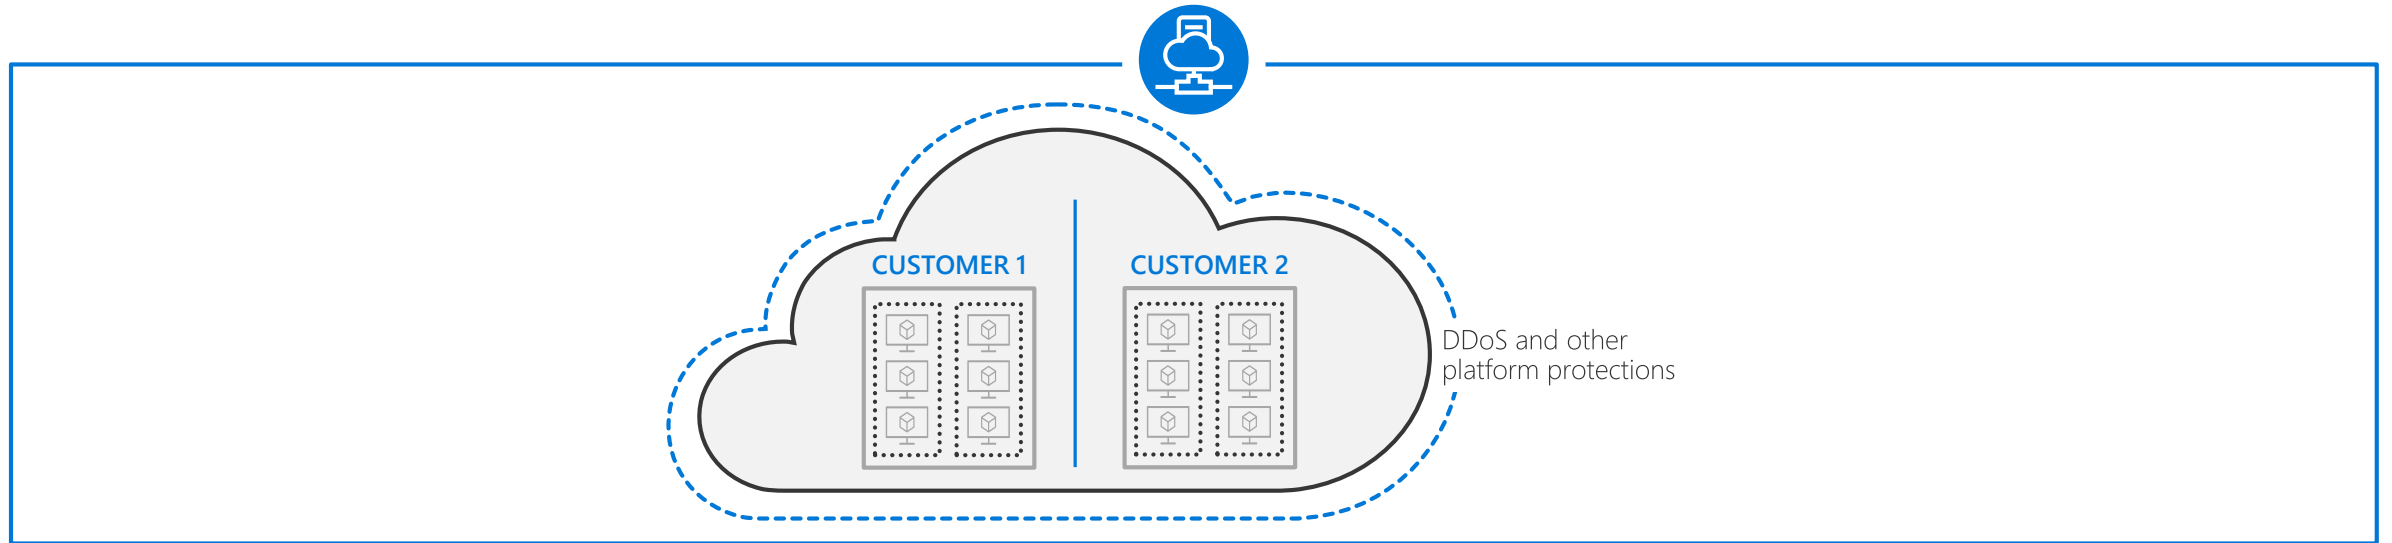 CUSTOMER 1
CUSTOMER 2
DDoS and other
platform protections